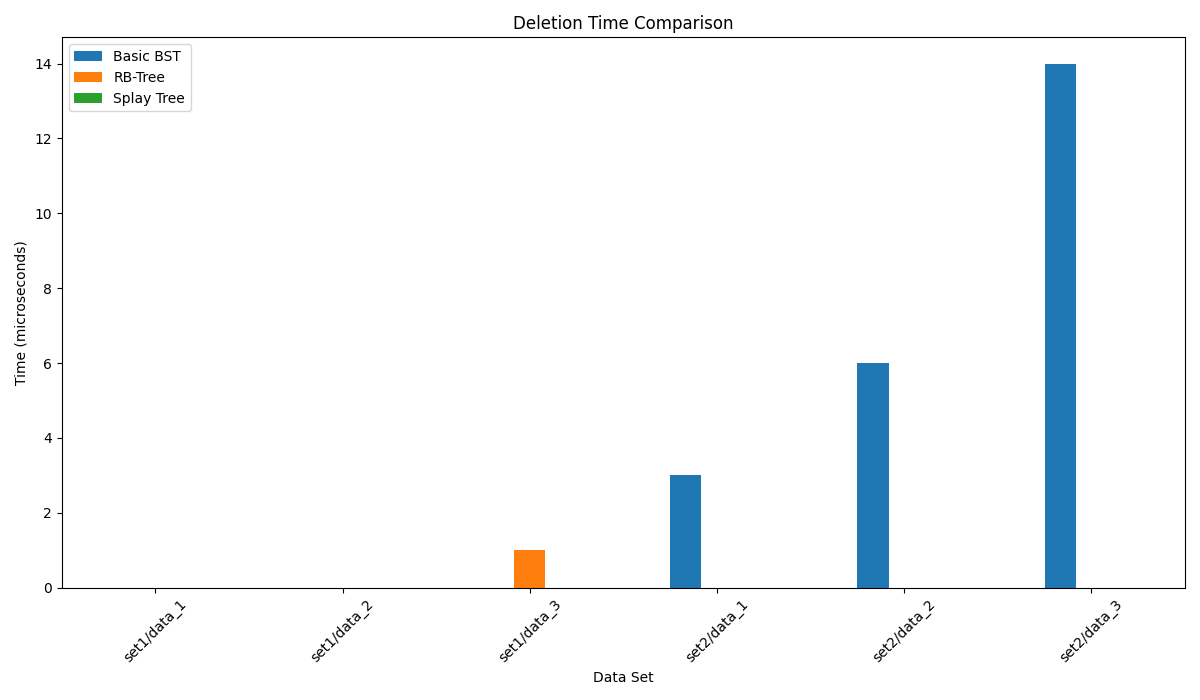 Deletion Time Comparison
Basic BST
RB-Tree
Splay Tree
Time (microseconds)
14
12
10
8
6
4
2
0
set1/data_1
set1/data_2
set1/data_3
set2/data_1
set2/data_2
set2/data_3
Data Set